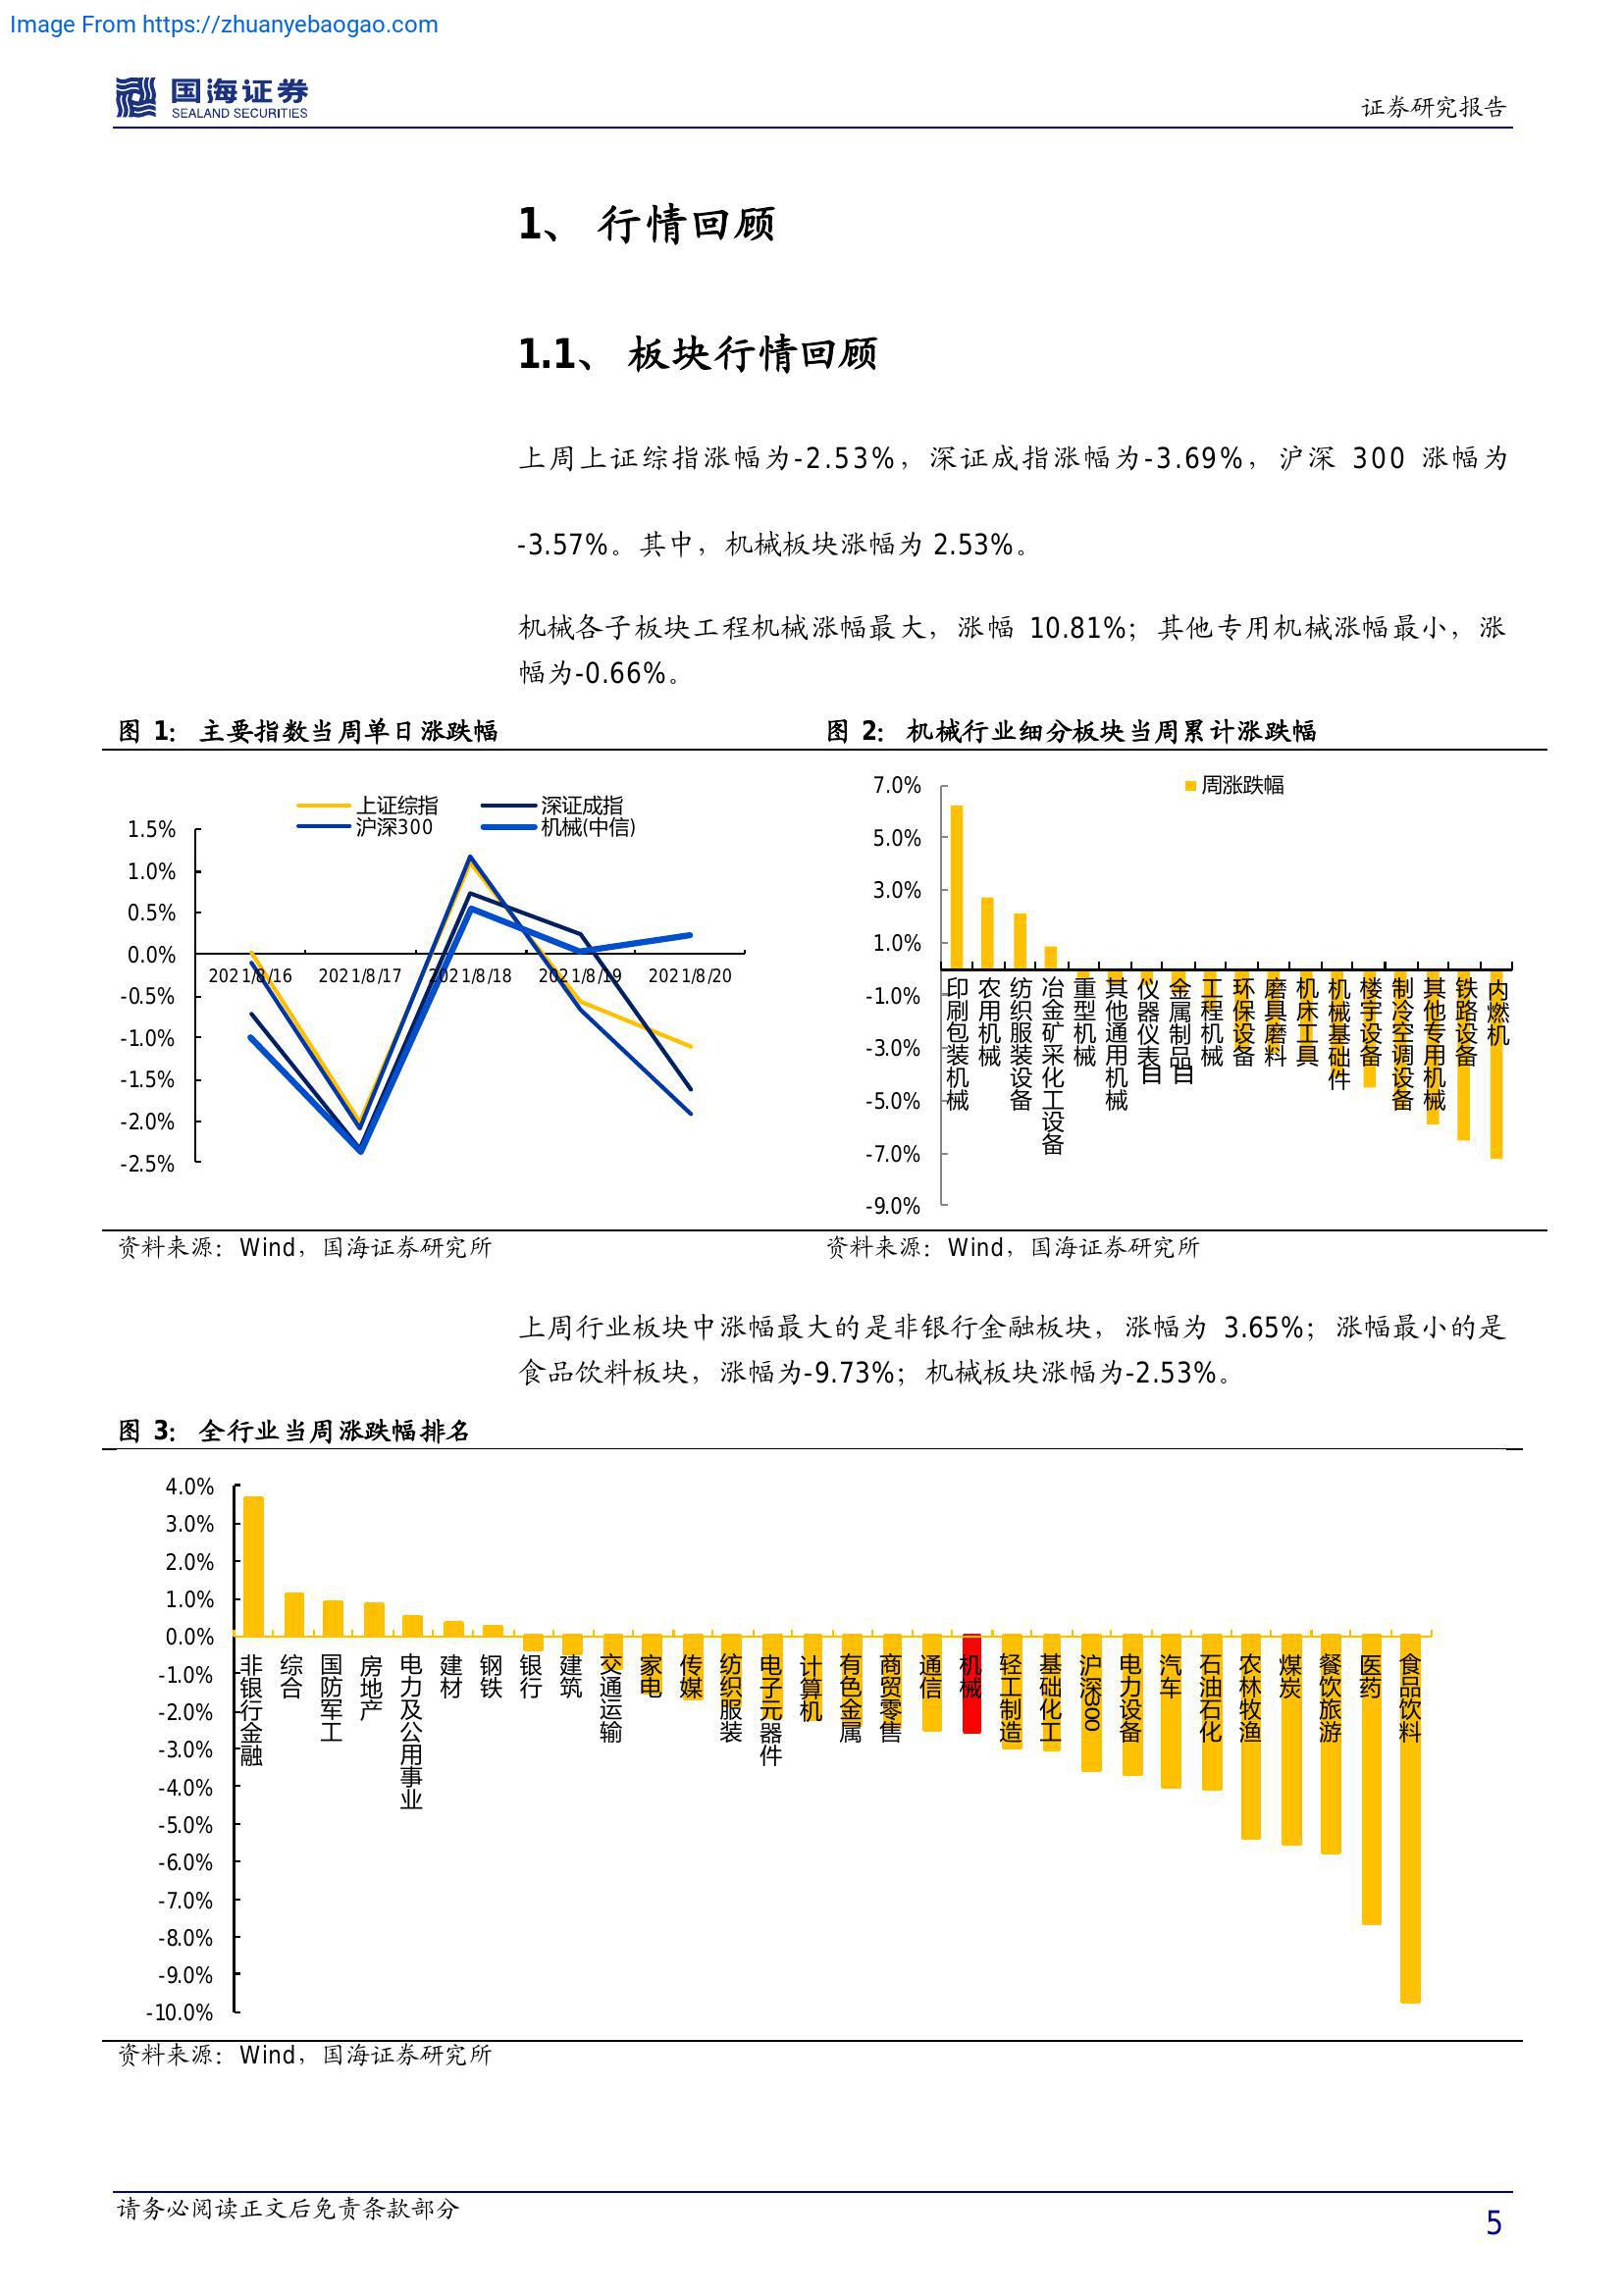 Image From https://zhuanyebaogao.com
国海证券
SEALAND SECURITIES
证券研究报告
1、 行情回顾
1.1、 板块行情回顾
上周上证综指涨幅为-2.53%，深证成指涨幅为-3.69%，沪深 300 涨幅为
-3.57%。其中，机械板块涨幅为 2.53%。
机械各子板块工程机械涨幅最大，涨幅 10.81%；其他专用机械涨幅最小，涨
幅为-0.66%。
图 1： 主要指数当周单日涨跌幅
上证综指
深证成指
沪深300
机械(中信)
1.5%
1.0%
0.5%
0.0%
-0.5%
-1.0%
-1.5%
-2.0%
-2.5%
2021/8/16
2021/8/17
2021/8/18
2021/8/19
2021/8/20
资料来源：Wind，国海证券研究所
图 2： 机械行业细分板块当周累计涨跌幅
周涨跌幅
7.0%
5.0%
3.0%
1.0%
-1.0%
-3.0%
-5.0%
-7.0%
-9.0%
印刷包装机械
农用机械
纺织服装设备
冶金矿采化工设备
重型机械
其他通用机械
仪器仪表
金属制品
工程机械
环保设备
磨具磨料
机床工具
机械基础件
楼宇设备
制冷空调设备
其他专用机械
铁路设备
内燃机
资料来源：Wind，国海证券研究所
上周行业板块中涨幅最大的是非银行金融板块，涨幅为 3.65%；涨幅最小的是
食品饮料板块，涨幅为-9.73%；机械板块涨幅为-2.53%。
图 3： 全行业当周涨跌幅排名
4.0%
3.0%
2.0%
1.0%
0.0%
-1.0%
-2.0%
-3.0%
-4.0%
-5.0%
-6.0%
-7.0%
-8.0%
-9.0%
-10.0%
非银行金融
综合
国防军工
房地产
电力及公用事业
建材
钢铁
银行
建筑
交通运输
家电
传媒
纺织服装
电子元器件
计算机
有色金属
商贸零售
通信
机械
轻工制造
基础化工
沪深300
电力设备
汽车
石油石化
农林牧渔
煤炭
餐饮旅游
医药
食品饮料
资料来源：Wind，国海证券研究所
请务必阅读正文后免责条款部分
5